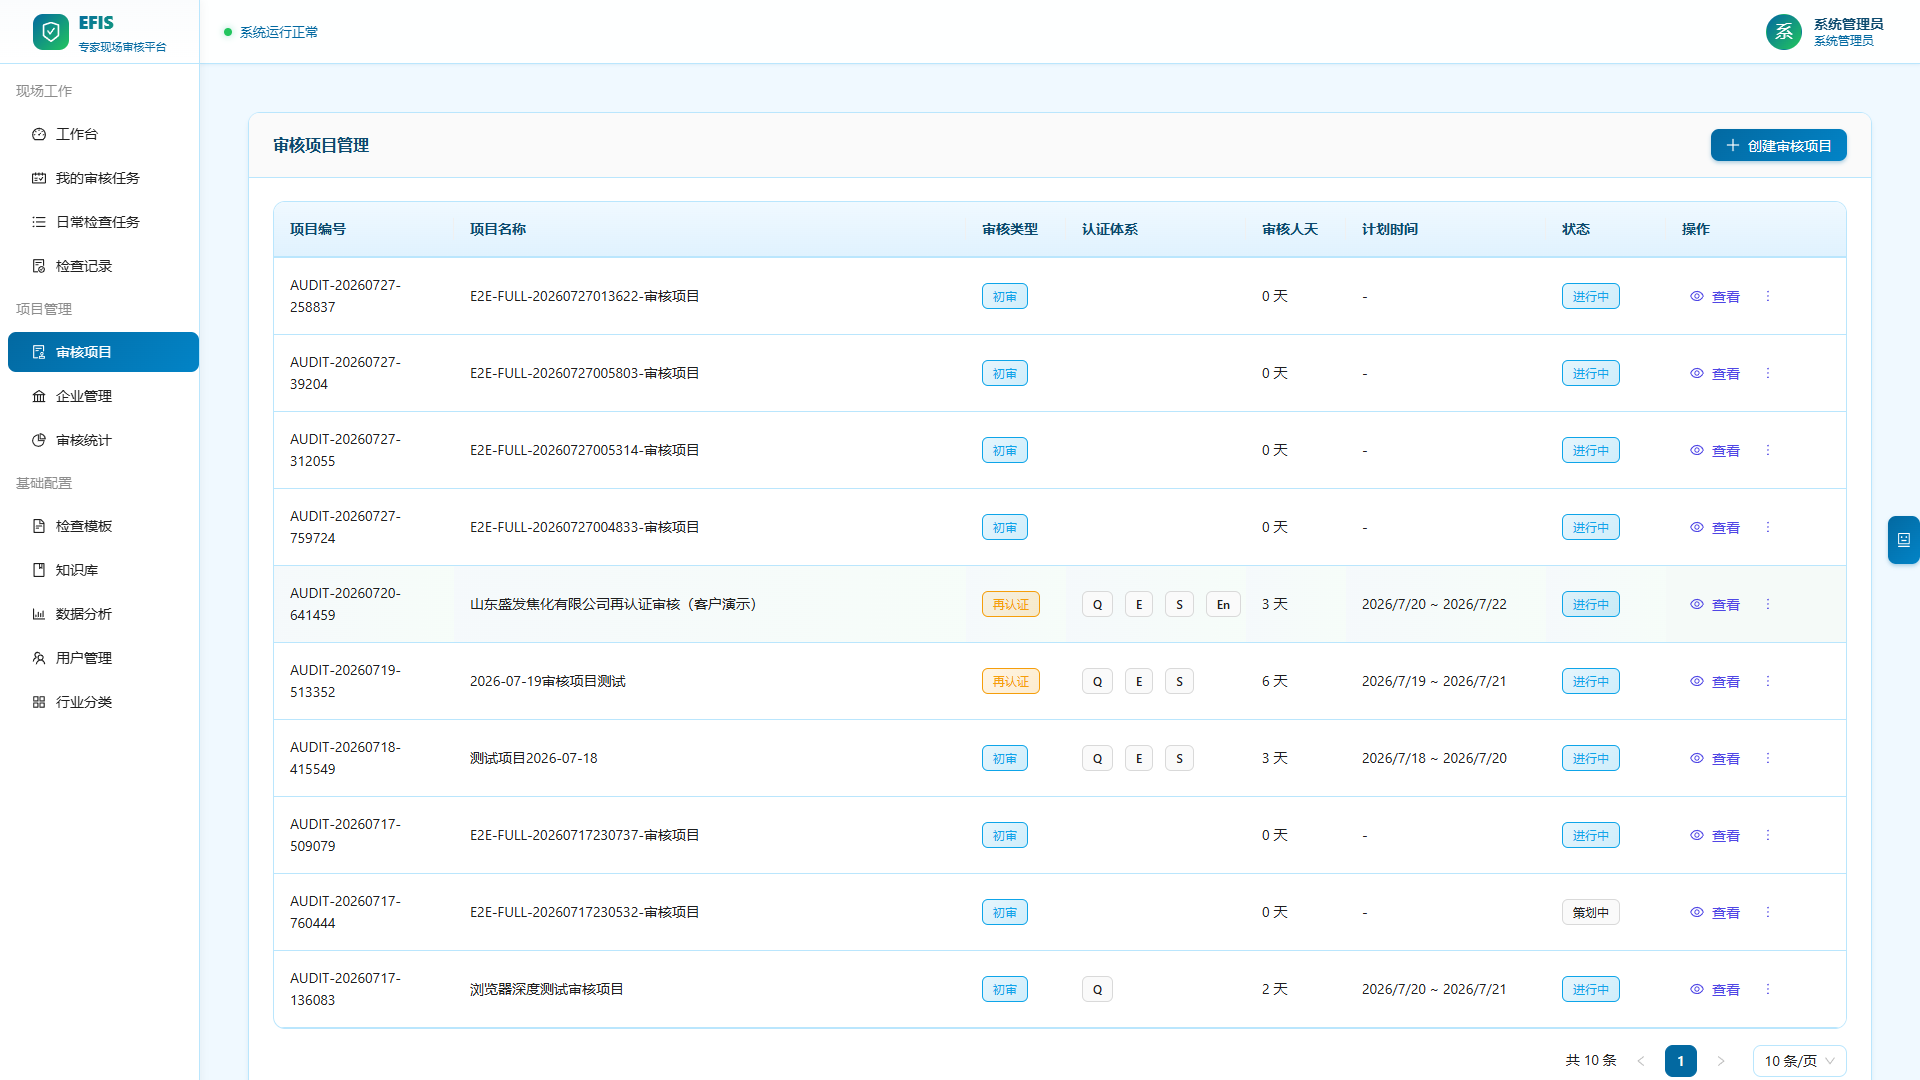 EFIS
专家现场审核平台
系统运行正常
系
系统管理员
系统管理员
现场工作
工作台
我的审核任务
日常检查任务
检查记录
项目管理
审核项目
企业管理
审核统计
基础配置
检查模板
知识库
数据分析
用户管理
行业分类
审核项目管理
创建审核项目
项目编号 项目名称 审核类型 认证体系 审核人天 计划时间 状态 操作
AUDIT-20260727-
258837
E2E-FULL-20260727013622-审核项目 初审 0 天 - 进行中 查看
AUDIT-20260727-
39204
E2E-FULL-20260727005803-审核项目 初审 0 天 - 进行中 查看
AUDIT-20260727-
312055
E2E-FULL-20260727005314-审核项目 初审 0 天 - 进行中 查看
AUDIT-20260727-
759724
E2E-FULL-20260727004833-审核项目 初审 0 天 - 进行中 查看
AUDIT-20260720-
641459
山东盛发焦化有限公司再认证审核（客户演示） 再认证 Q E S En 3 天 2026/7/20 ~ 2026/7/22 进行中 查看
AUDIT-20260719-
513352
2026-07-19审核项目测试 再认证 Q E S 6 天 2026/7/19 ~ 2026/7/21 进行中 查看
AUDIT-20260718-
415549
测试项目2026-07-18 初审 Q E S 3 天 2026/7/18 ~ 2026/7/20 进行中 查看
AUDIT-20260717-
509079
E2E-FULL-20260717230737-审核项目 初审 0 天 - 进行中 查看
AUDIT-20260717-
760444
E2E-FULL-20260717230532-审核项目 初审 0 天 - 策划中 查看
AUDIT-20260717-
136083
浏览器深度测试审核项目 初审 Q 2 天 2026/7/20 ~ 2026/7/21 进行中 查看
共 10 条 < 1 > 10 条/页